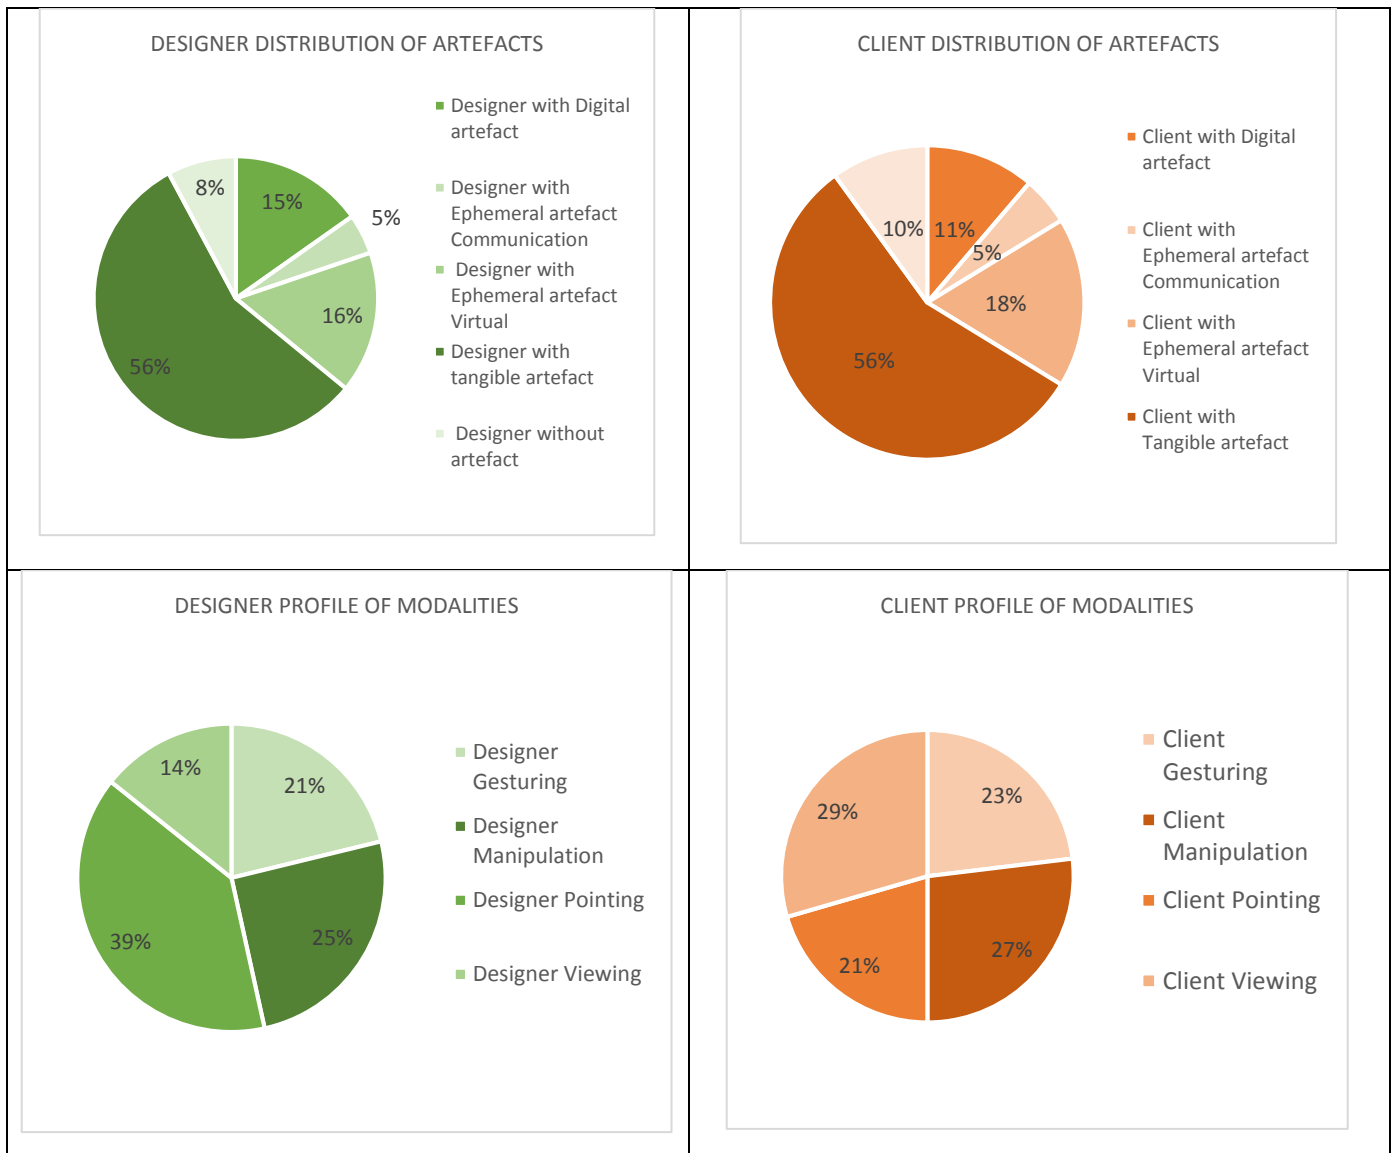 DESIGNER DISTRIBUTION OF ARTEFACTS
8%
15%
5%
16%
56%
Designer with Digital
artefact
Designer with
Ephemeral artefact
Communication
Designer with
Ephemeral artefact
Virtual
Designer with
tangible artefact
Designer without
artefact
CLIENT DISTRIBUTION OF ARTEFACTS
10%
11%
5%
18%
56%
Client with Digital
artefact
Client with
Ephemeral artefact
Communication
Client with
Ephemeral artefact
Virtual
Client with
Tangible artefact
DESIGNER PROFILE OF MODALITIES
14%
21%
39%
25%
Designer
Gesturing
Designer
Manipulation
Designer Pointing
Designer Viewing
CLIENT PROFILE OF MODALITIES
29%
23%
21%
27%
Client
Gesturing
Client
Manipulation
Client Pointing
Client Viewing